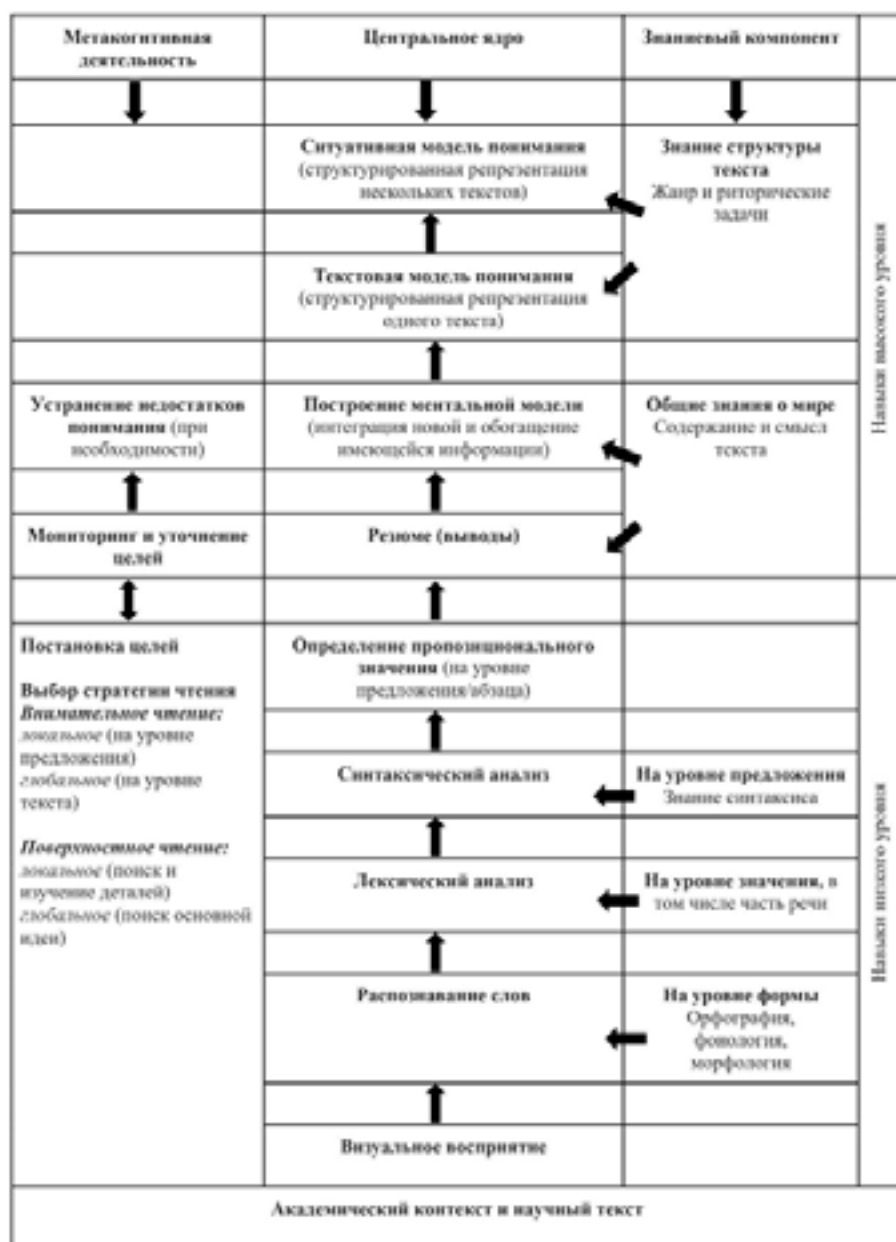 Метакогитивная
деятельность
Центральное ядро
Знаниевый компонент
Ситуативная модель понимания
(структурированная репрезентация
нескольких текстов)
Знание структуры
текста
Жанр и риторические
задачи
Текстовая модель понимания
(структурированная репрезентация
одного текста)
Устранение недостатков
понимания (при
необходимости)
Построение ментальной модели
(интеграция новой и обогащение
имеющейся информации)
Общие знания о мире
Содержание и смысл
текста
Мониторинг и уточнение
целей
Резюме (выводы)
Навыки высокого уровня
Постановка целей
Выбор стратегии чтения
Внимательное чтение:
локальное (на уровне
предложения)
глобальное (на уровне
текста)
Поверхностное чтение:
локальное (поиск и
изучение деталей)
глобальное (поиск основной
идеи)
Определение пропозиционального
значения (на уровне
предложения/абзаца)
Синтаксический анализ
На уровне предложения
Знание синтаксиса
Лексический анализ
На уровне значения, в
том числе часть речи
Распознавание слов
На уровне формы
Орфография,
фонология,
морфология
Визуальное восприятие
Навыки низкого уровня
Академический контекст и научный текст